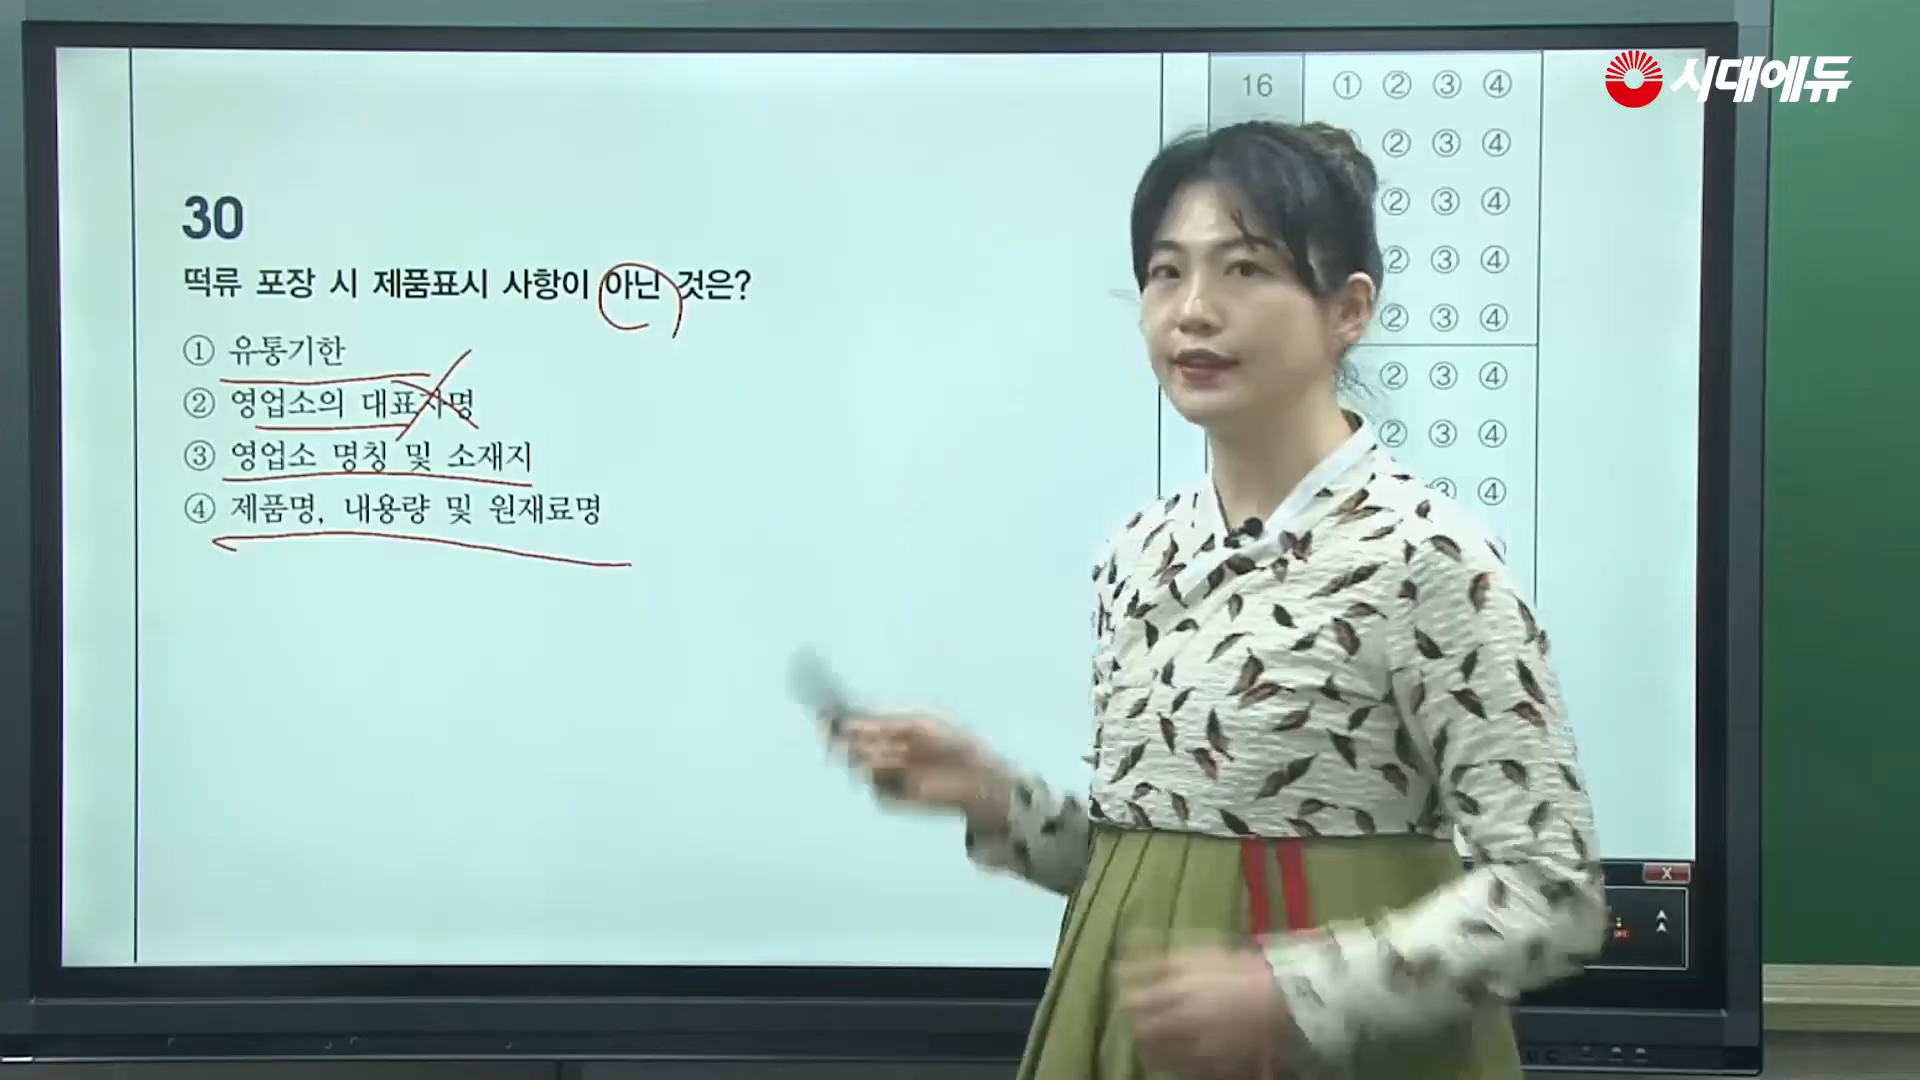 시대에듀
30
떡류 포장 시 제품표시 사항이 아닌 것은?
① 유통기한
② 영업소의 대표자명
③ 영업소 명칭 및 소재지
④ 제품명, 내용량 및 원재료명
16 ① ② ③ ④
② ③ ④
② ③ ④
② ③ ④
② ③ ④
② ③ ④
② ③ ④
③ ④
X